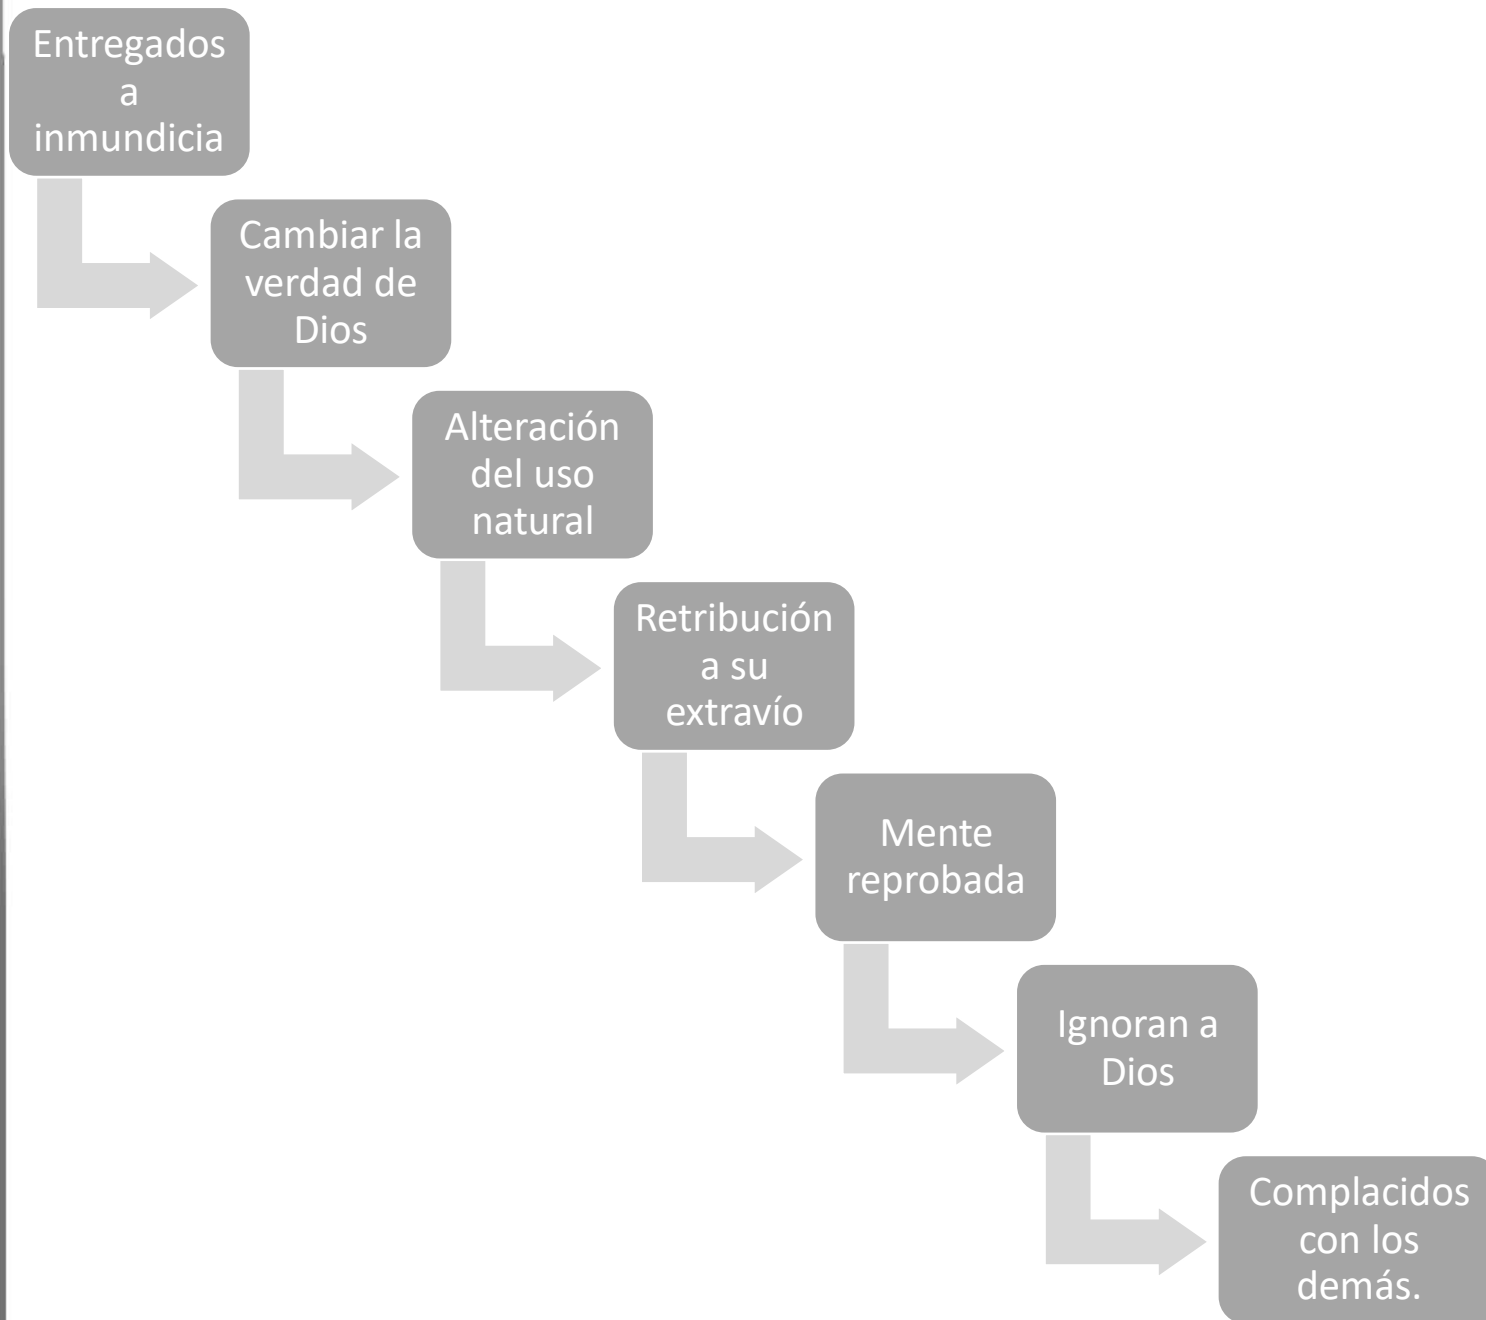 Entregados
a
inmundicia
Cambiar la
verdad de
Dios
Alteración
del uso
natural
Retribución
a su
extravío
Mente
reprobada
Ignoran a
Dios
Complacidos
con los
demás.